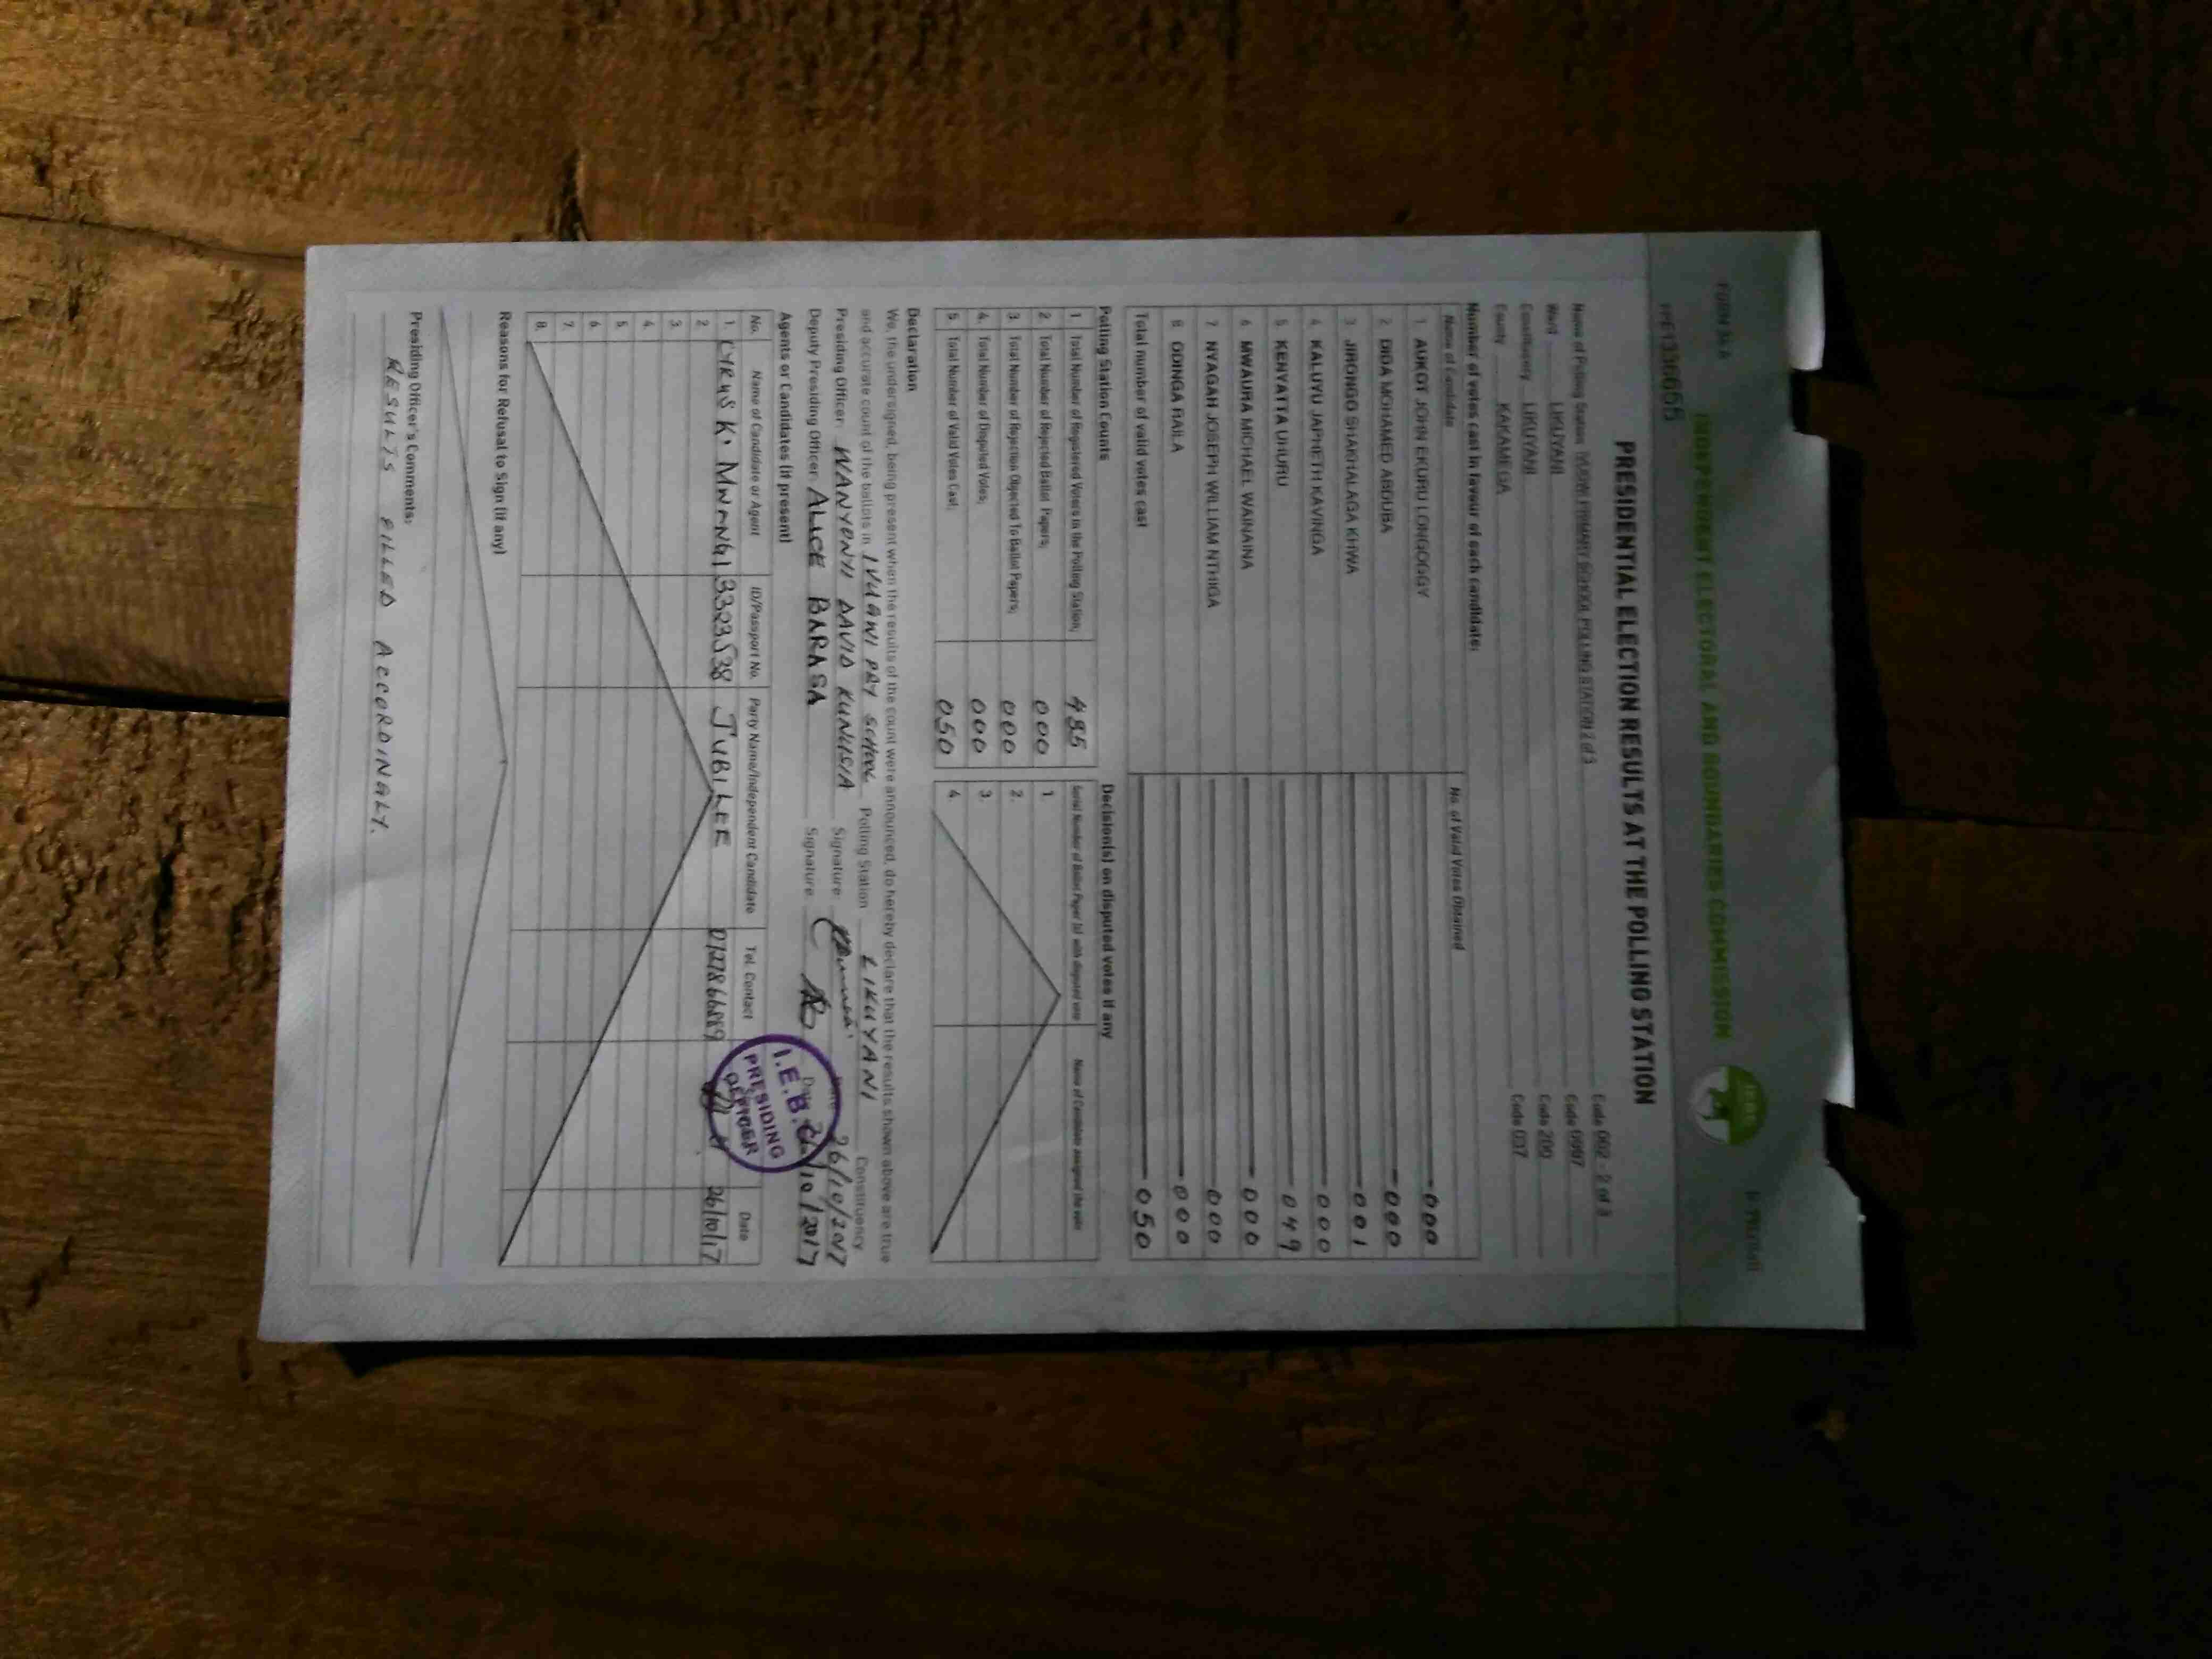 FORM 34A
INDEPENDENT ELECTORAL AND BOUNDARIES COMMISSION
PRESIDENTIAL ELECTION RESULTS AT THE POLLING STATION
Name of Polling Station PRIMARY SCHOOL POLLING STATION 2 of 3 Code 002 - 2 of 3
Ward LIKUYANI Code 0997
Constituency LIKUYANI Code 200
County KAKAMEGA Code 037
Number of votes cast in favour of each candidate:
Name of Candidate No. of Valid Votes Obtained
1 AUKOT JOHN EKURU LONGOGGY 000
2 DIDA MOHAMED ABDUBA 000
3 JIRONGO SHAKHALAGA KHWA 001
4 KALUYU JAPHETH KAVINGA 000
5 KENYATTA UHURU 049
6 MWAURA MICHAEL WAINAINA 000
7 NYAGAH JOSEPH WILLIAM NTHIGA 000
8 ODINGA RAILA 000
Total number of valid votes cast 050
Polling Station Counts
1. Total Number of Registered Voters in the Polling Station;
2. Total Number of Rejected Ballot Papers; 000
3. Total Number of Rejection Objected To Ballot Papers; 000
4. Total Number of Disputed Votes; 000
5. Total Number of Valid Votes Cast; 050
Decision(s) on disputed votes if any
Serial Number of Ballot Paper (s) with disputed vote Name of Candidate assigned the vote
1.
2.
3.
4.
Declaration
We, the undersigned, being present when the results of the count were announced, do hereby declare that the results shown above are true
and accurate count of the ballots in PRY SCHOOL Polling Station LIKUYANI Constituency
Presiding Officer: WANYONYI DAVID Signature: Date 26/10/2017
Deputy Presiding Officer: ALICE BARASA Signature: Date 26/10/2017
Agents or Candidates (if present)
No. Name of Candidate or Agent ID/Passport No. Party Name/Independent Candidate Tel. Contact Date
1. CYRUS K. MWANGI 3323538 JUBILEE 26/10/17
2.
3.
4.
5.
6.
7.
8.
I.E.B.C
PRESIDING
OFFICER
Reasons for Refusal to Sign (if any)
Presiding Officer's Comments:
RESULTS FILLED ACCORDINGLY.